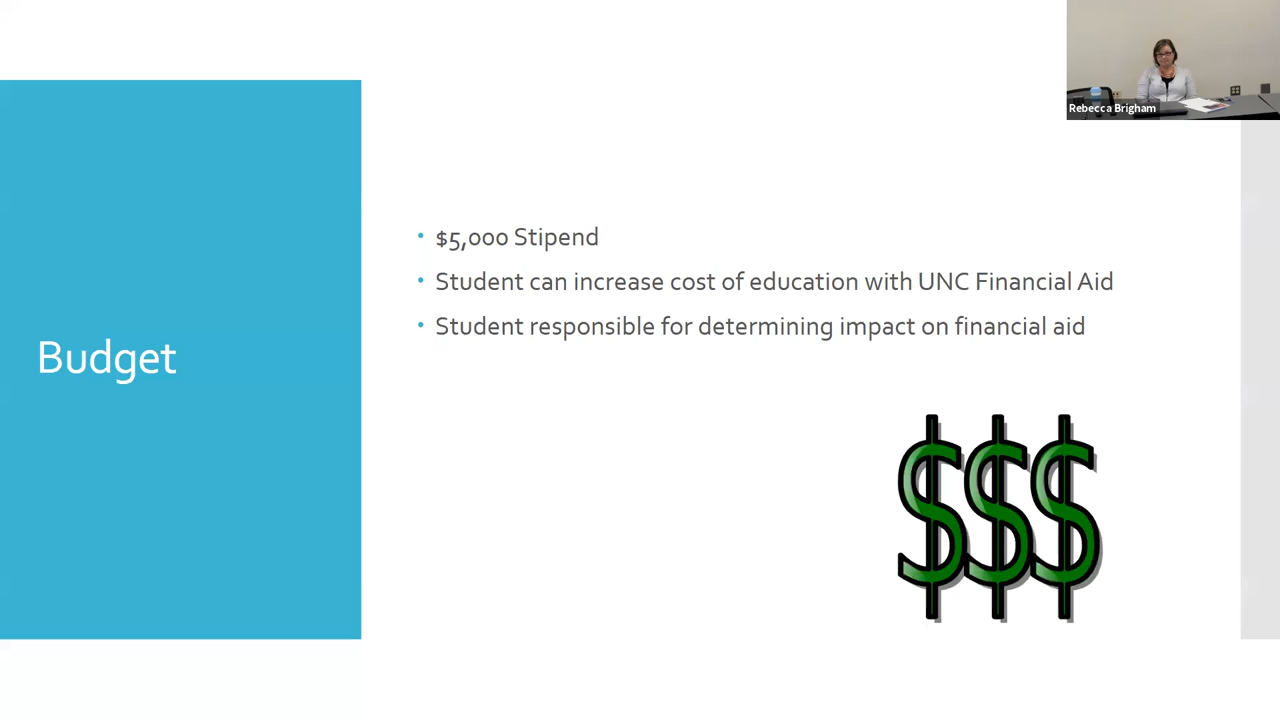 Rebecca Brigham
Budget
• $5,000 Stipend
• Student can increase cost of education with UNC Financial Aid
• Student responsible for determining impact on financial aid
$$$